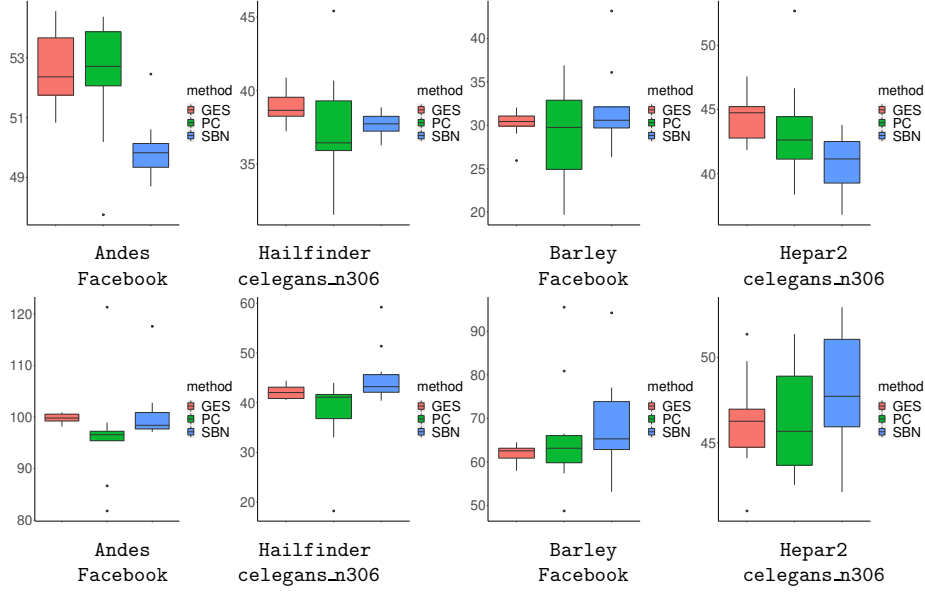 53
51
49
method
GES
PC
SBN
45
40
35
method
GES
PC
SBN
40
35
30
25
20
method
GES
PC
SBN
50
45
40
method
GES
PC
SBN
Andes
Facebook
Hailfinder
celegans_n306
Barley
Facebook
Hepar2
celegans_n306
120
110
100
90
80
method
GES
PC
SBN
60
50
40
30
20
method
GES
PC
SBN
90
80
70
60
50
method
GES
PC
SBN
50
45
method
GES
PC
SBN
Andes
Facebook
Hailfinder
celegans_n306
Barley
Facebook
Hepar2
celegans_n306